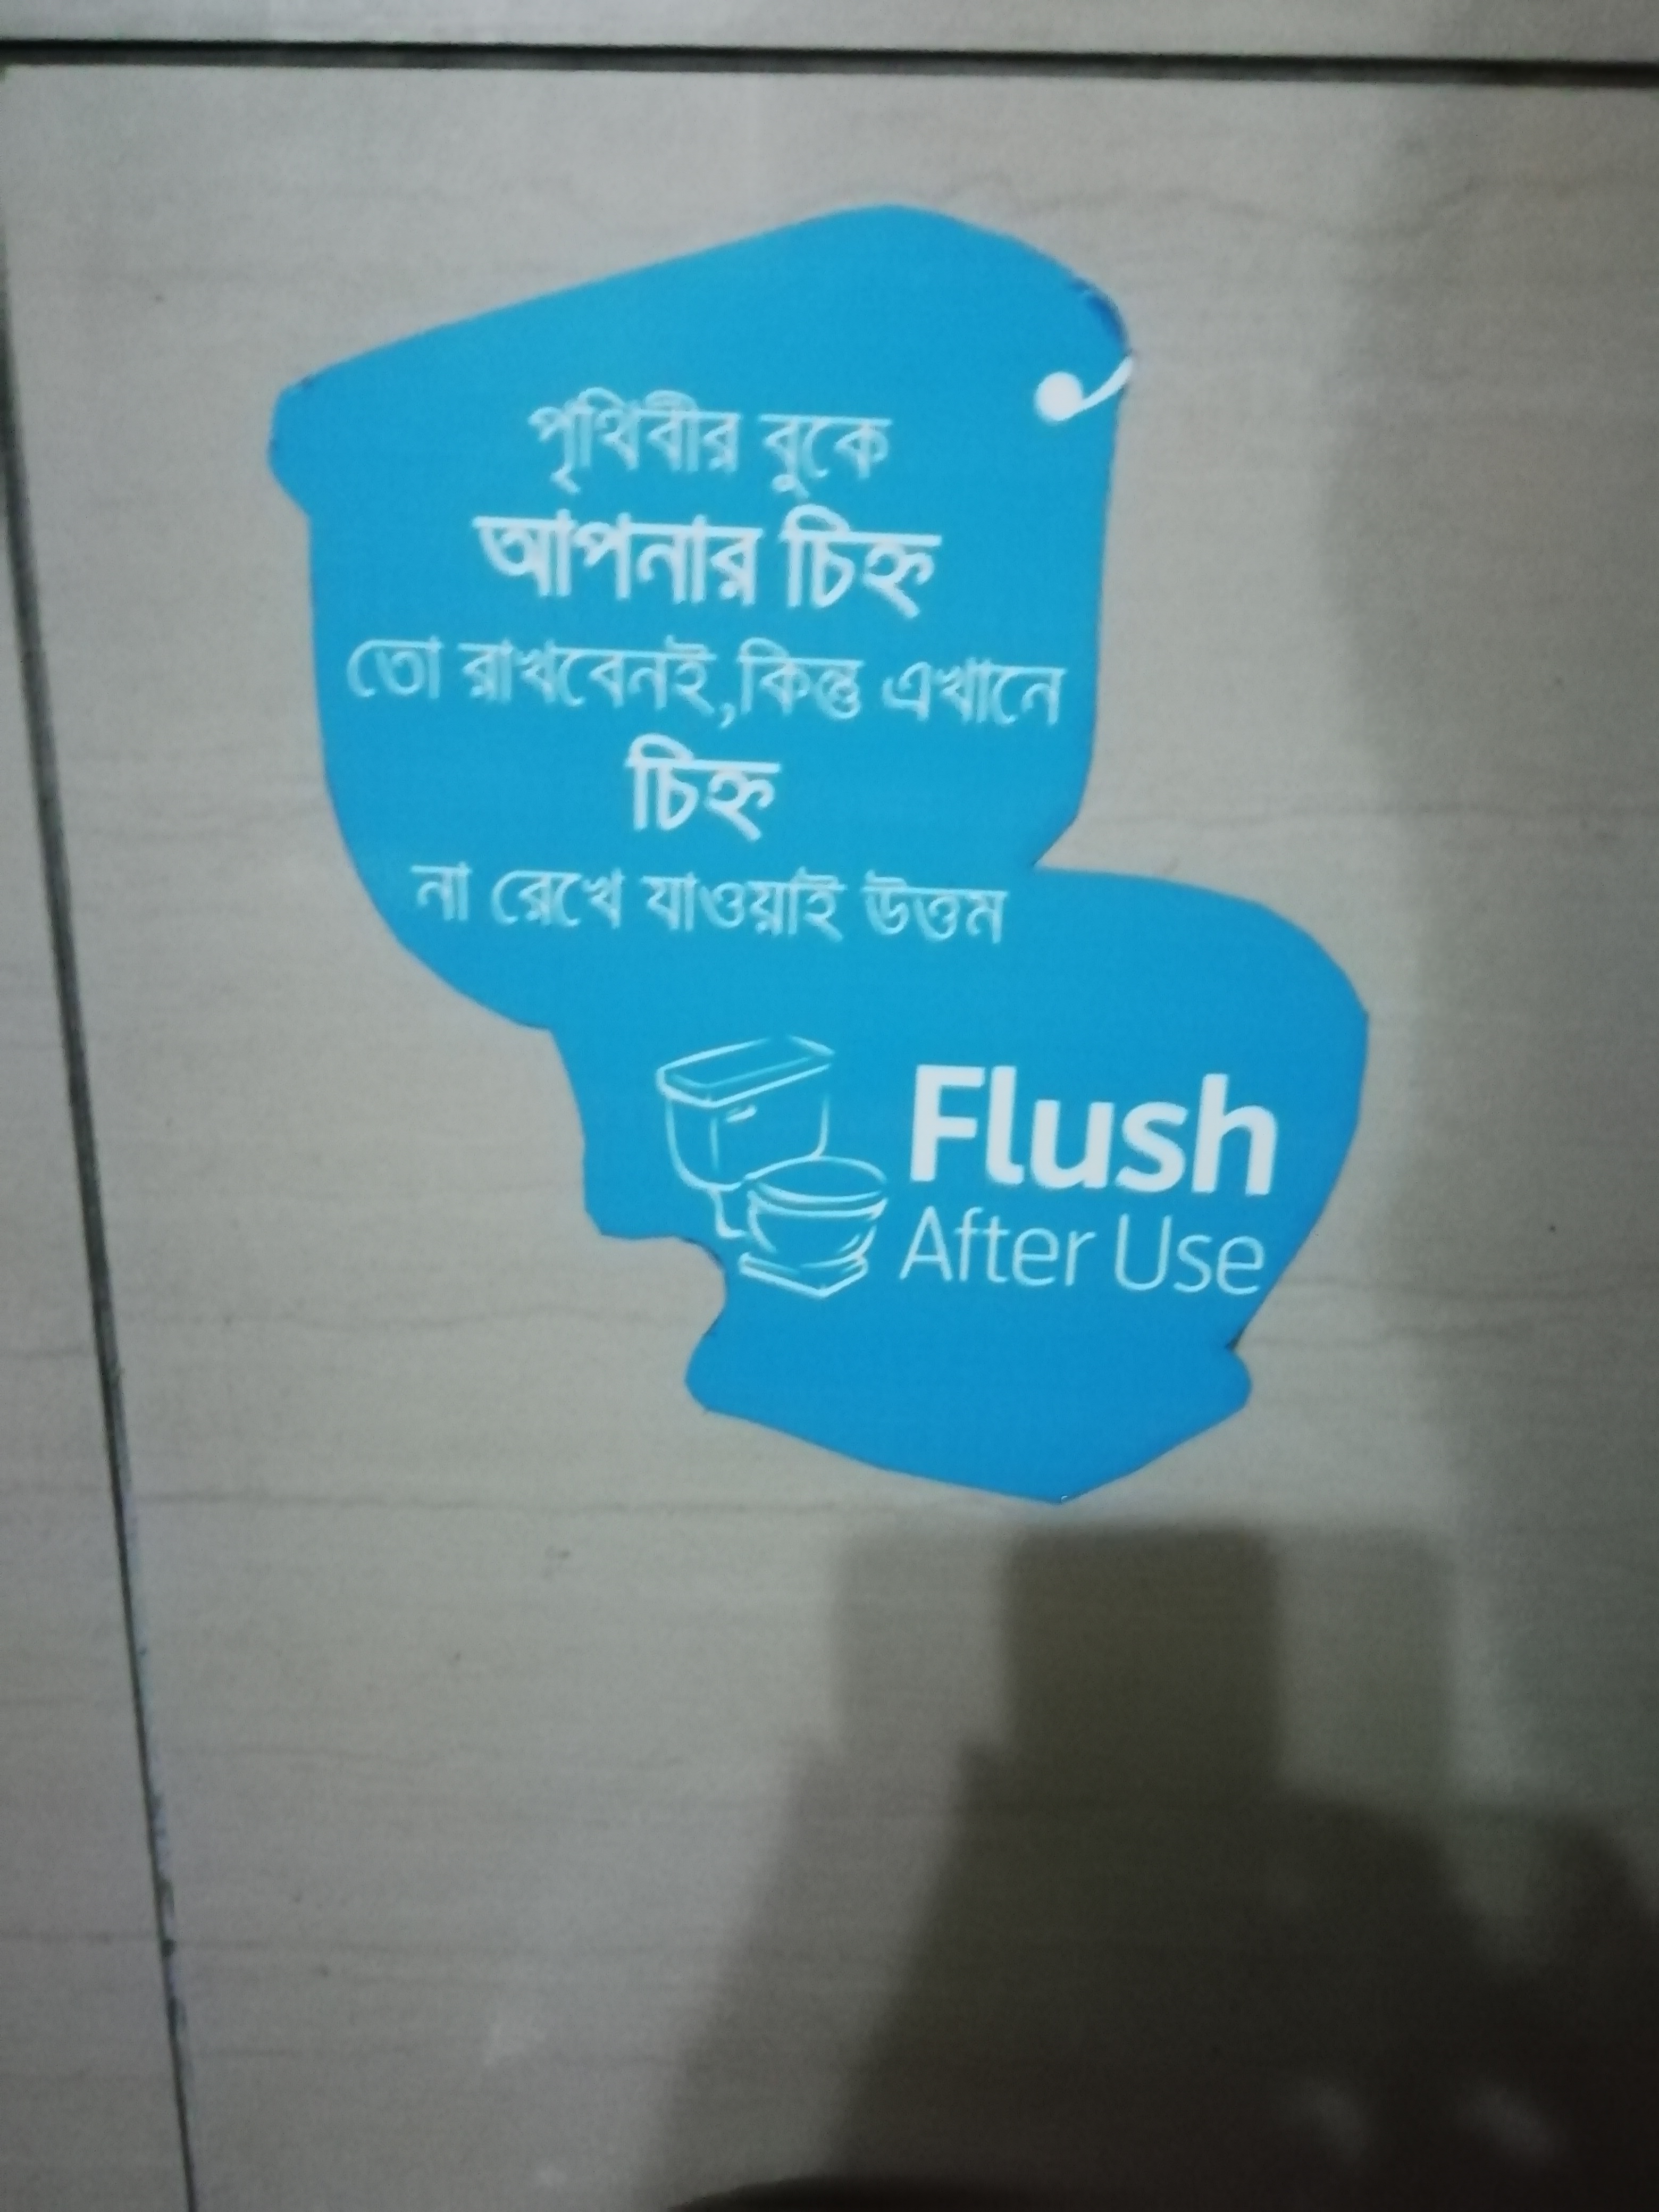 পৃথিবীর বুকে
আপনার চিহ্ন
তো রাখবেনই,কিন্তু এখানে
চিহ্ন
না রেখে যাওয়াই উত্তম
Flush
After Use